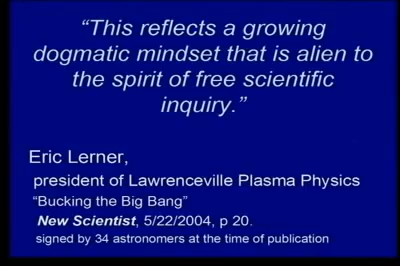 “This reflects a growing
dogmatic mindset that is alien to
the spirit of free scientific
inquiry.”
Eric Lerner,
president of Lawrenceville Plasma Physics
“Bucking the Big Bang”
New Scientist, 5/22/2004, p 20.
signed by 34 astronomers at the time of publication